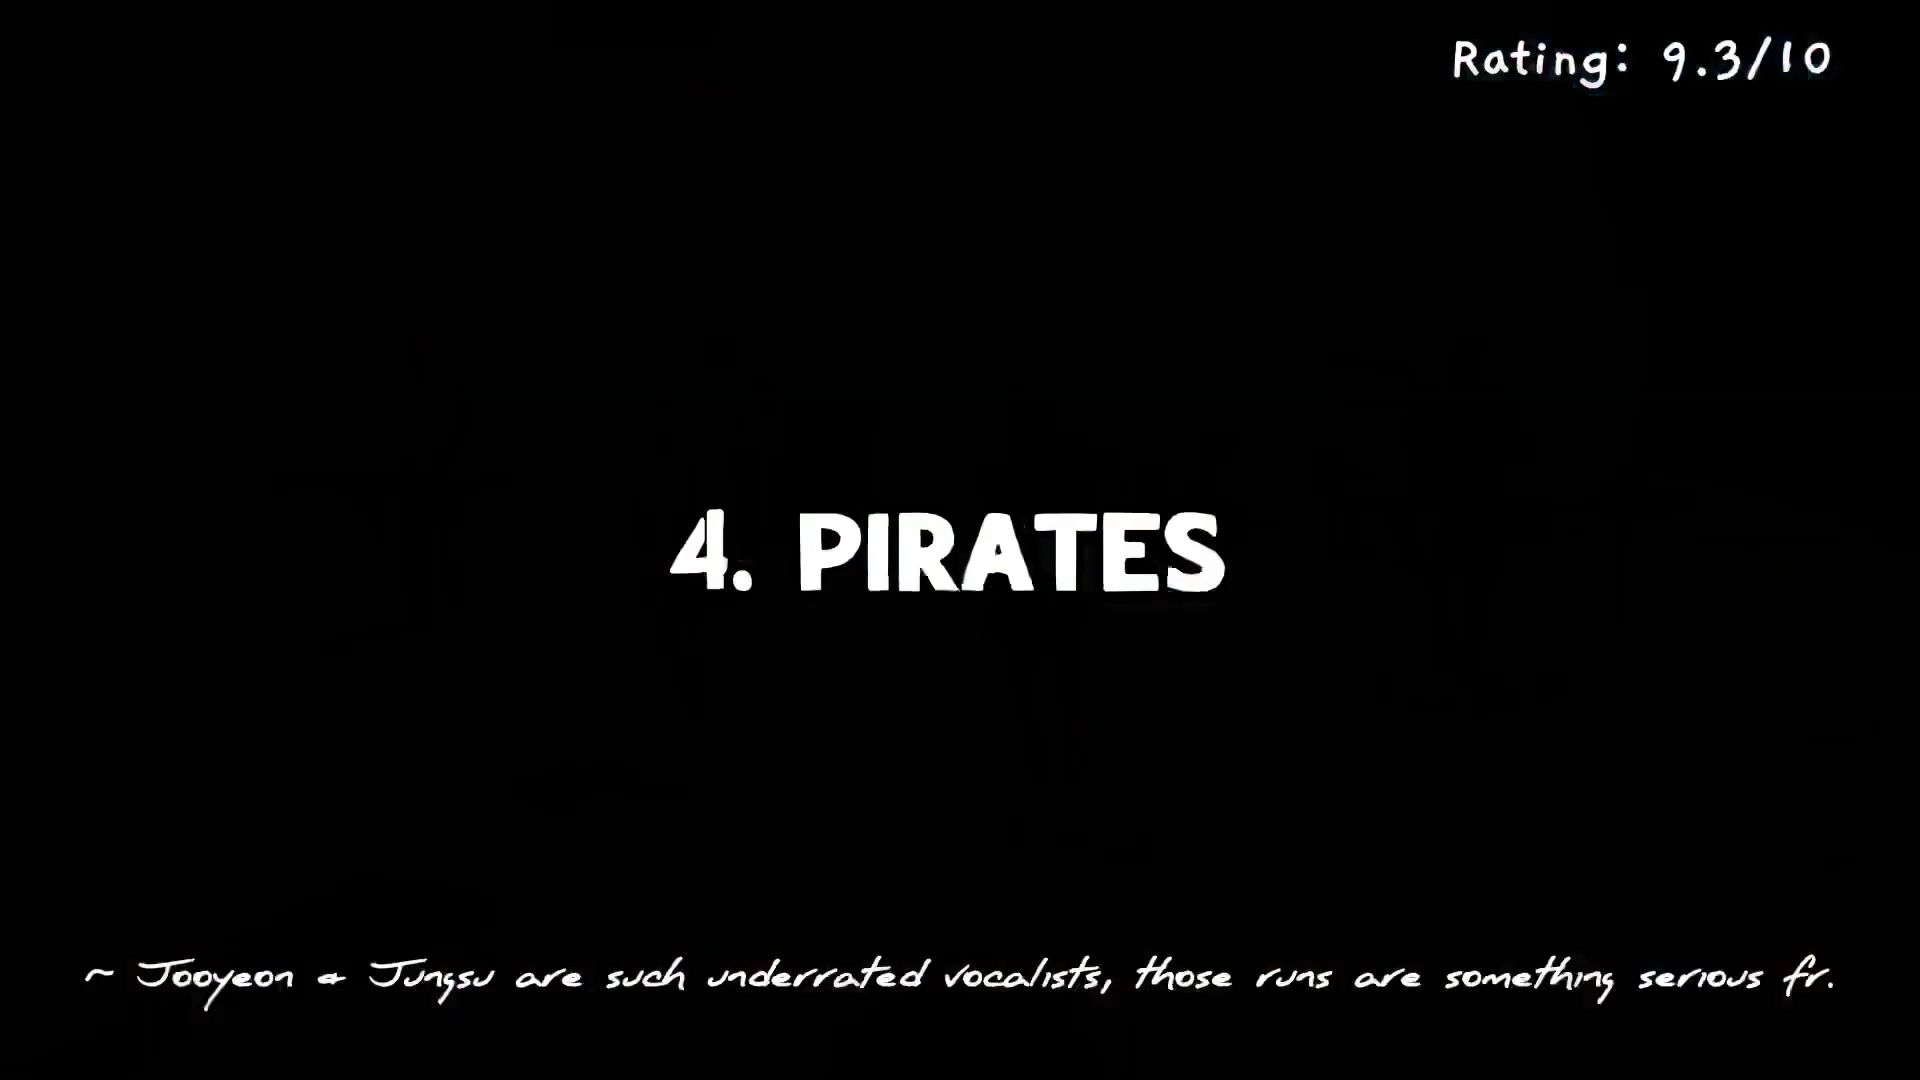 Rating: 9.3/10
4. PIRATES
~ Jooyeon & Jungsu are such underrated vocalists, those runs are something serious fr.